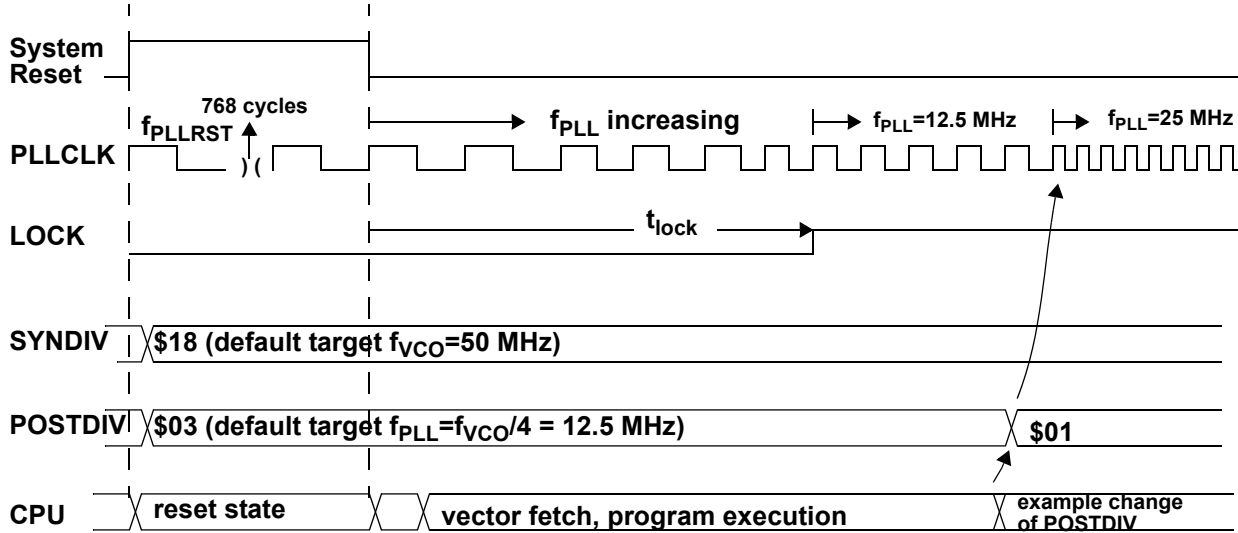 System
Reset
768 cycles
fPLLRST
fPLL increasing
fPLL=12.5 MHz
fPLL=25 MHz
PLLCLK
) (
LOCK
tlock
SYNDIV
$18 (default target fVCO=50 MHz)
POSTDIV
$03 (default target fPLL=fVCO/4 = 12.5 MHz)
$01
CPU
reset state
vector fetch, program execution
example change
of POSTDIV